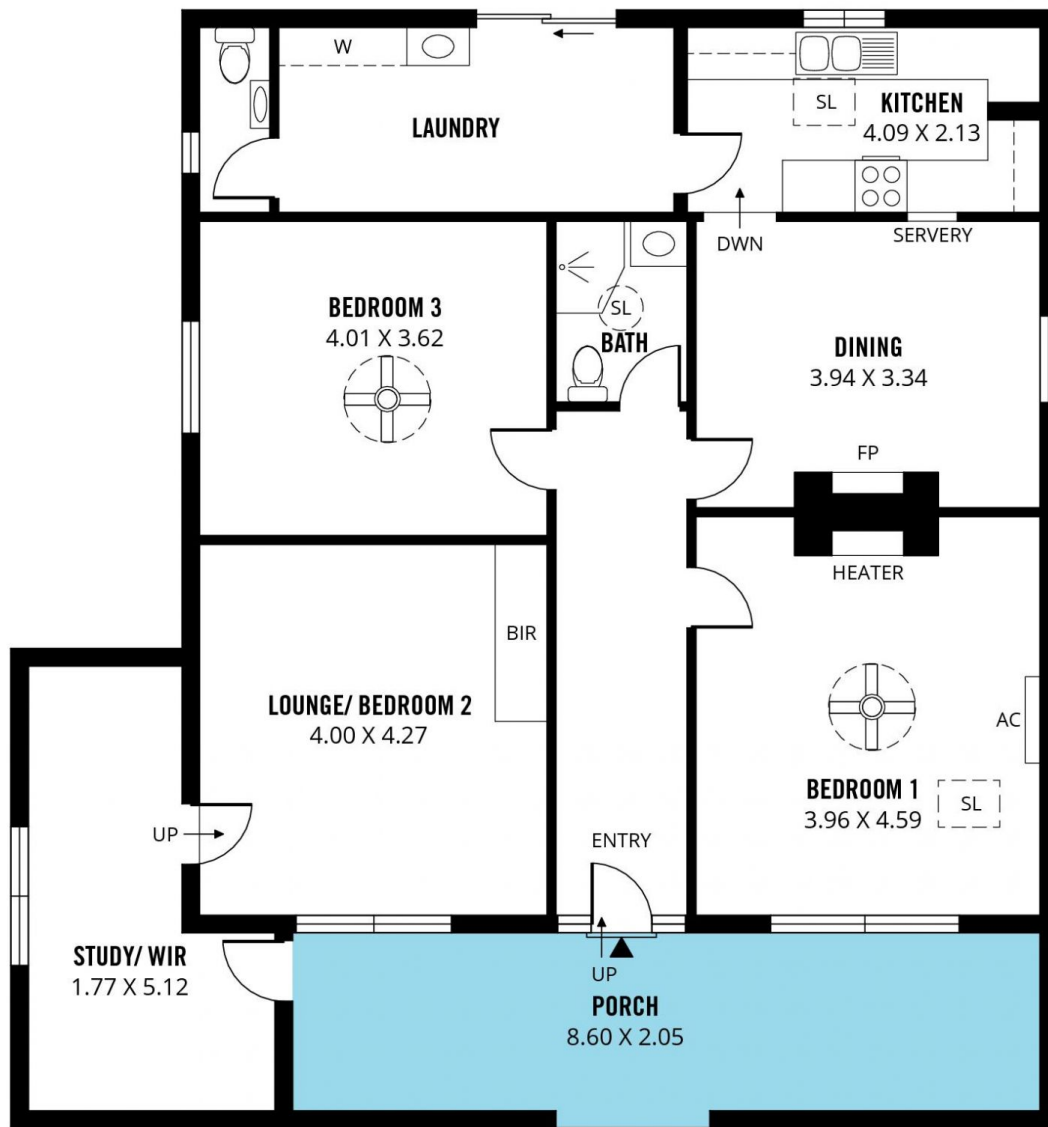 W
LAUNDRY
SL
KITCHEN
4.09 X 2.13
DWN
SERVERY
BEDROOM 3
4.01 X 3.62
SL
BATH
DINING
3.94 X 3.34
FP
HEATER
BIR
LOUNGE/ BEDROOM 2
4.00 X 4.27
AC
BEDROOM 1
3.96 X 4.59
SL
UP
ENTRY
STUDY/ WIR
1.77 X 5.12
UP
PORCH
8.60 X 2.05